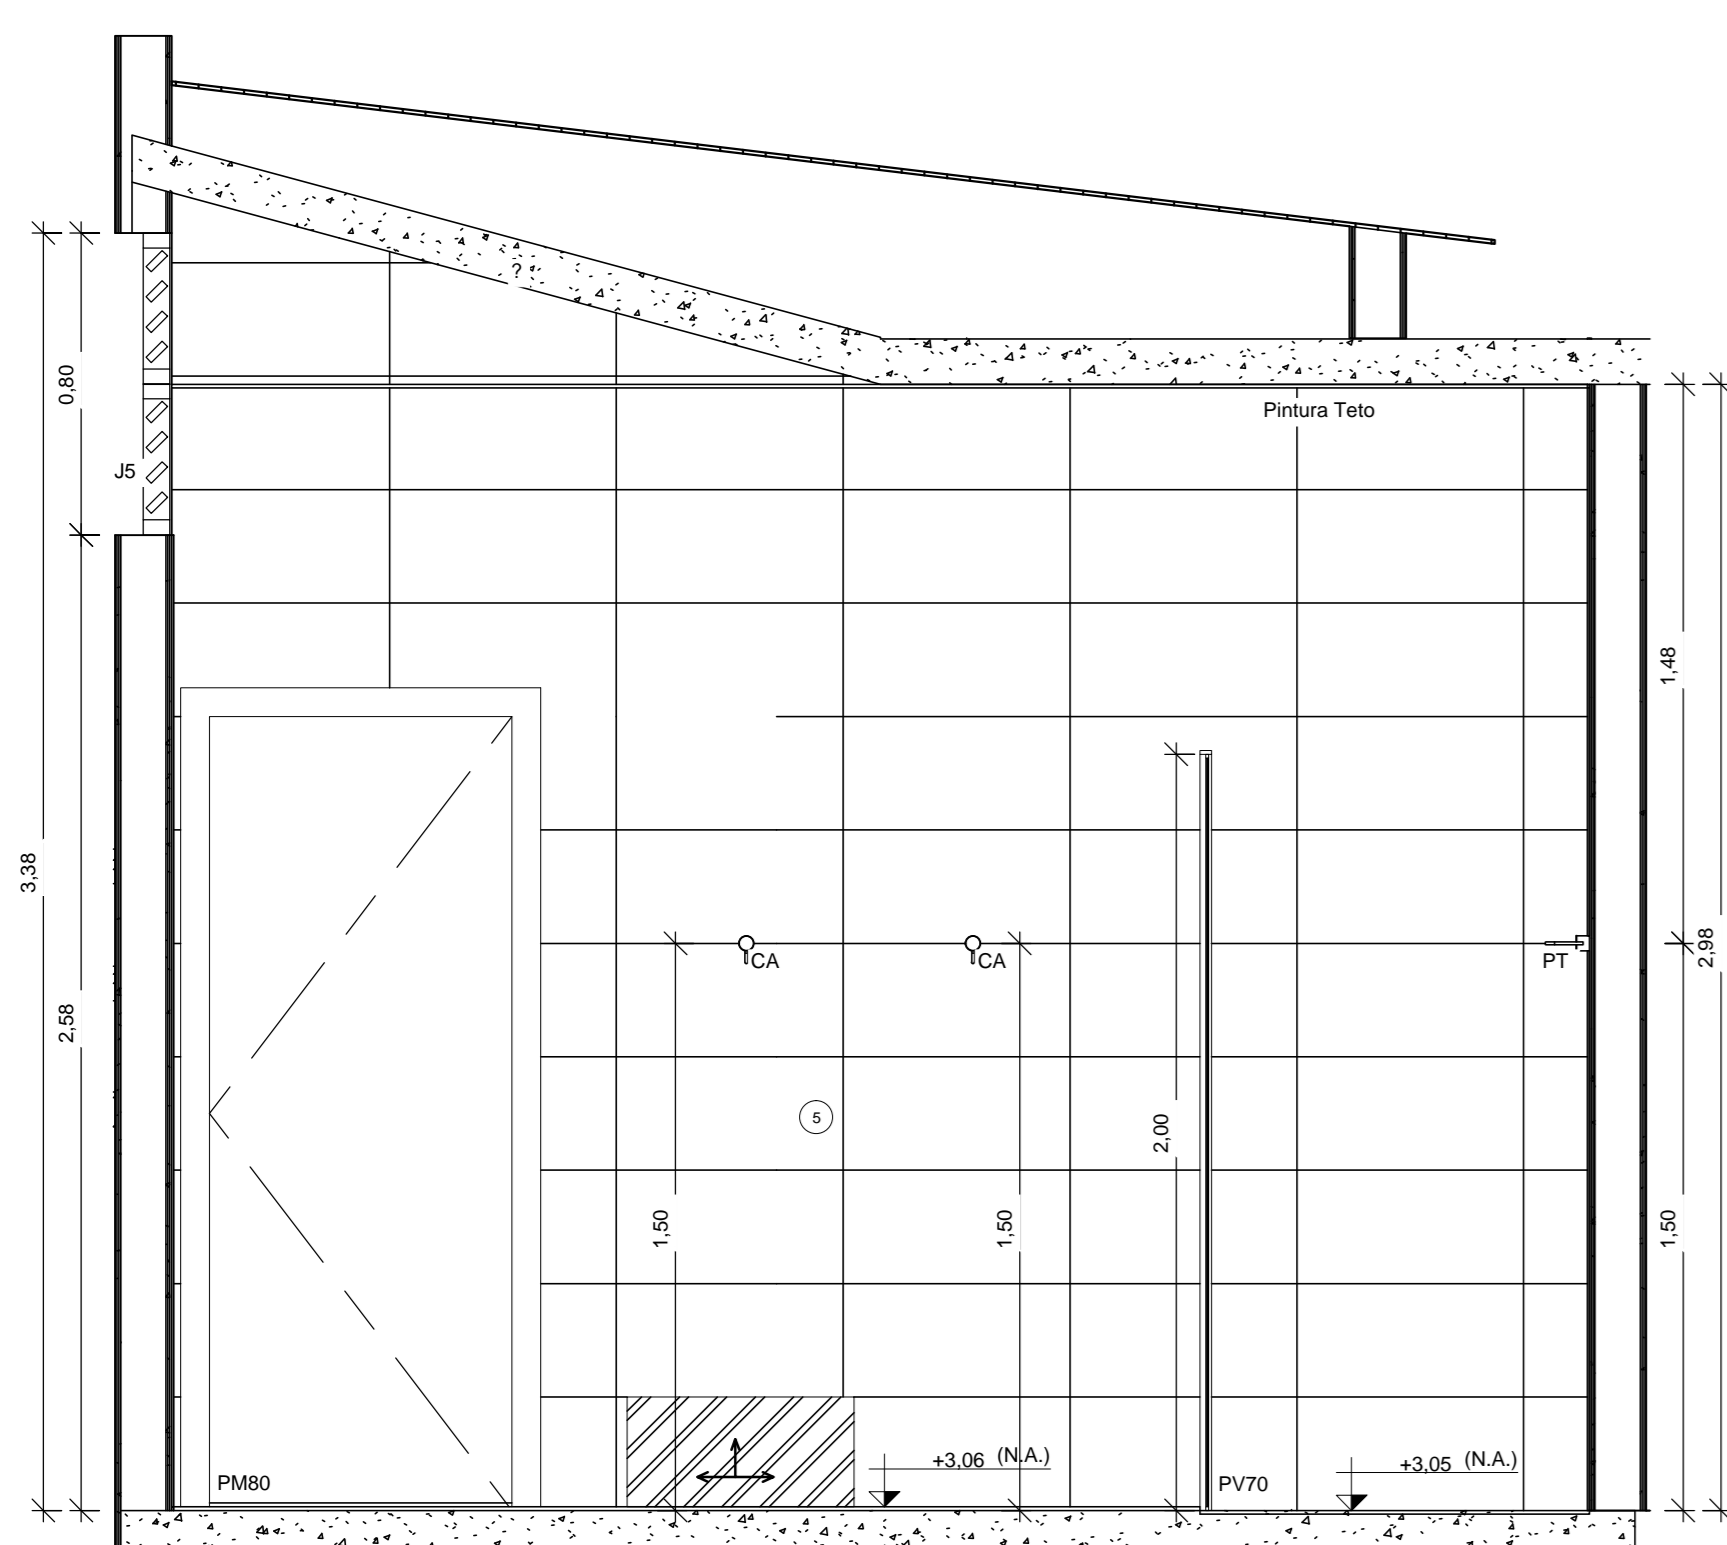 ?
0,80
Pintura Teto
J5
1,48
3,38
2,98
CA
CA
PT
2,58
5
2,00
1,50
1,50
1,50
+3,06 (N.A.)
+3,05 (N.A.)
PM80
PV70